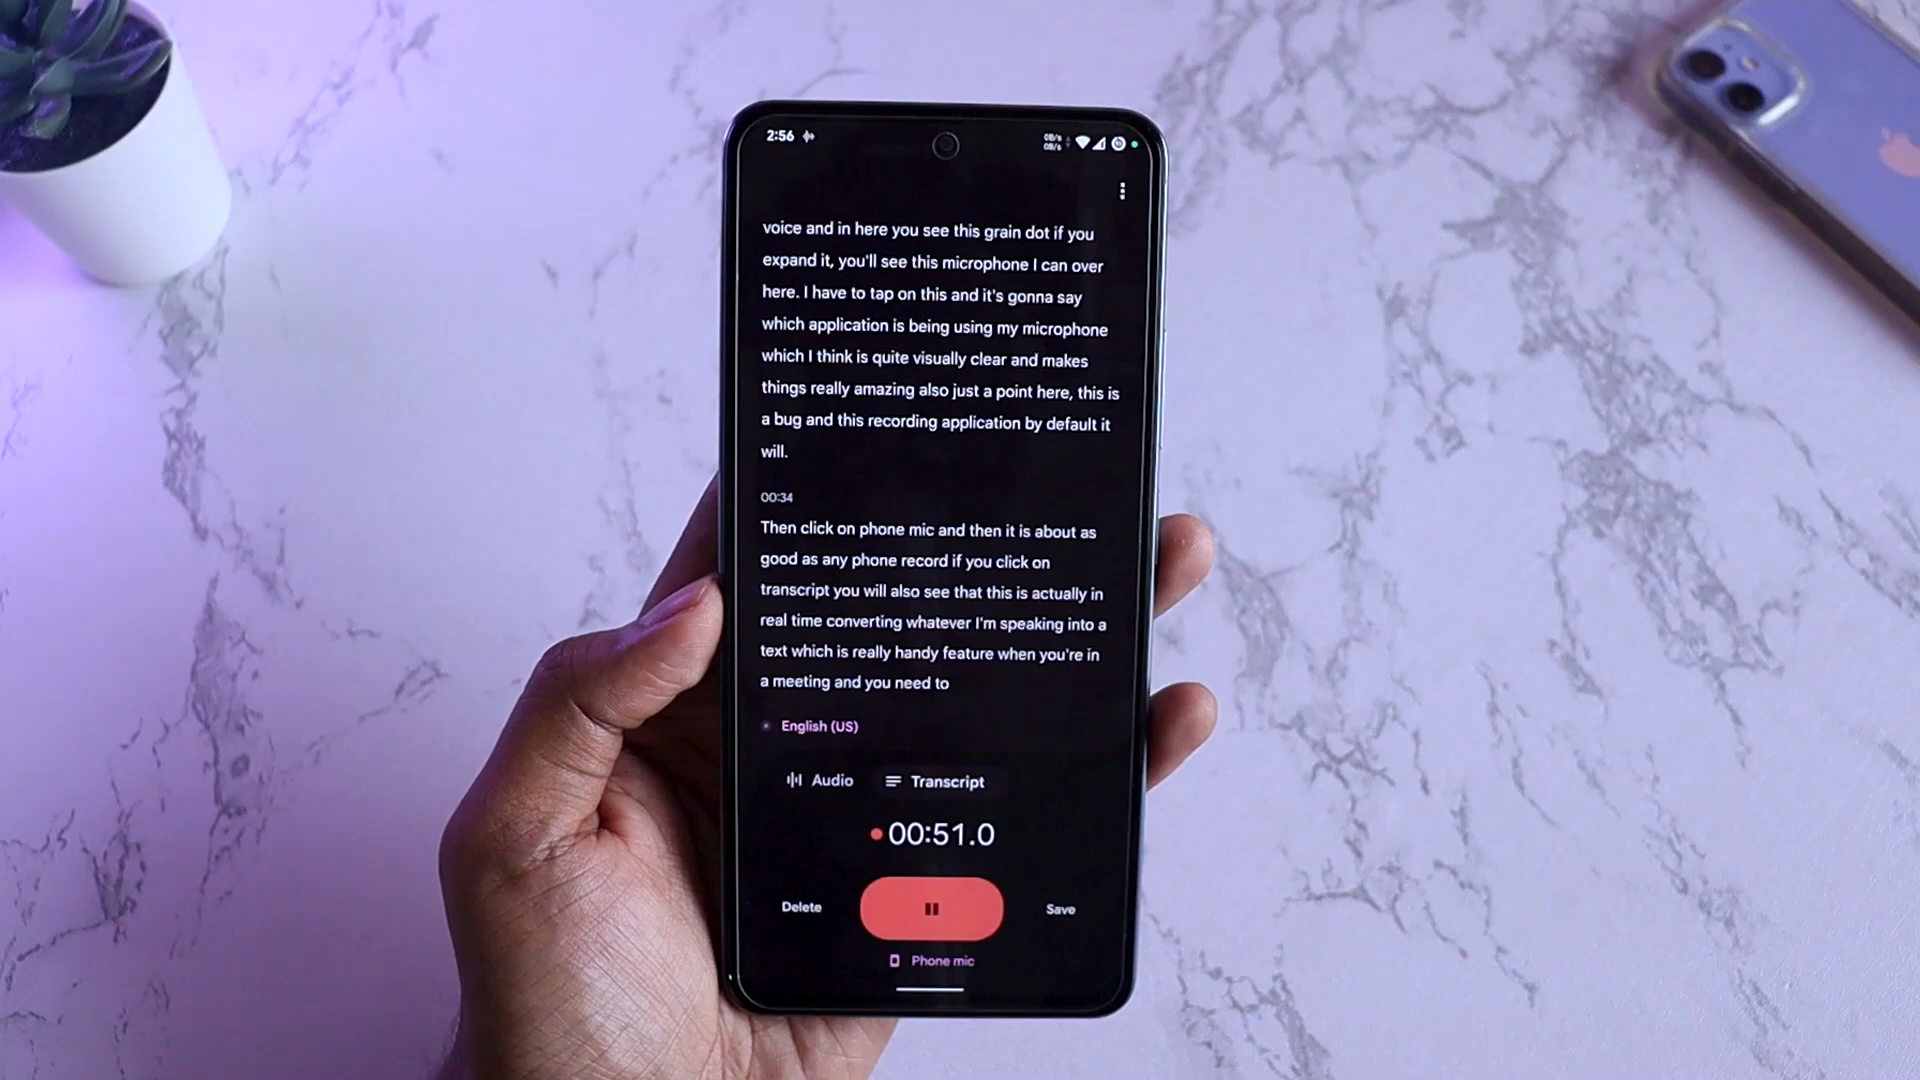 2:56
0B/s
0B/s
voice and in here you see this grain dot if you
expand it, you'll see this microphone I can over
here. I have to tap on this and it's gonna say
which application is being using my microphone
which I think is quite visually clear and makes
things really amazing also just a point here, this is
a bug and this recording application by default it
will.
00:34
Then click on phone mic and then it is about as
good as any phone record if you click on
transcript you will also see that this is actually in
real time converting whatever I'm speaking into a
text which is really handy feature when you're in
a meeting and you need to
English (US)
Audio Transcript
00:51.0
Delete Save
Phone mic